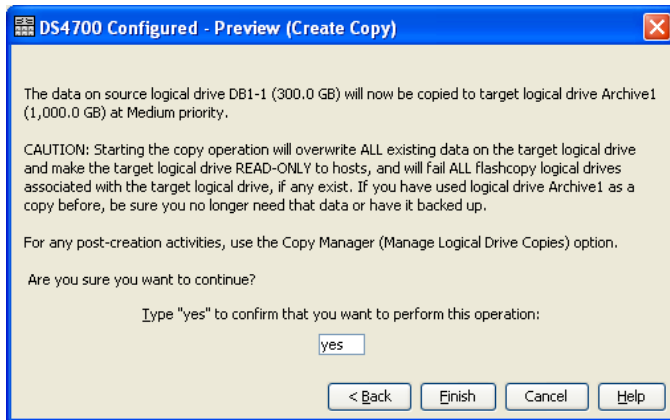 DS4700 Configured - Preview (Create Copy)
The data on source logical drive DB1-1 (300.0 GB) will now be copied to target logical drive Archive1
(1,000.0 GB) at Medium priority.
CAUTION: Starting the copy operation will overwrite ALL existing data on the target logical drive
and make the target logical drive READ-ONLY to hosts, and will fail ALL flashcopy logical drives
associated with the target logical drive, if any exist. If you have used logical drive Archive1 as a
copy before, be sure you no longer need that data or have it backed up.
For any post-creation activities, use the Copy Manager (Manage Logical Drive Copies) option.
Are you sure you want to continue?
Type "yes" to confirm that you want to perform this operation:
yes
< Back Finish Cancel Help